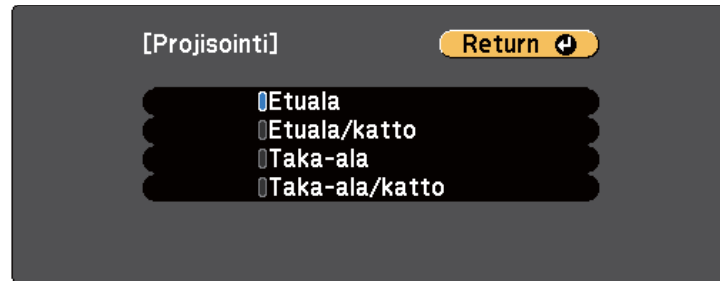 [Projisointi] Return
Etuala
Etuala/katto
Taka-ala
Taka-ala/katto